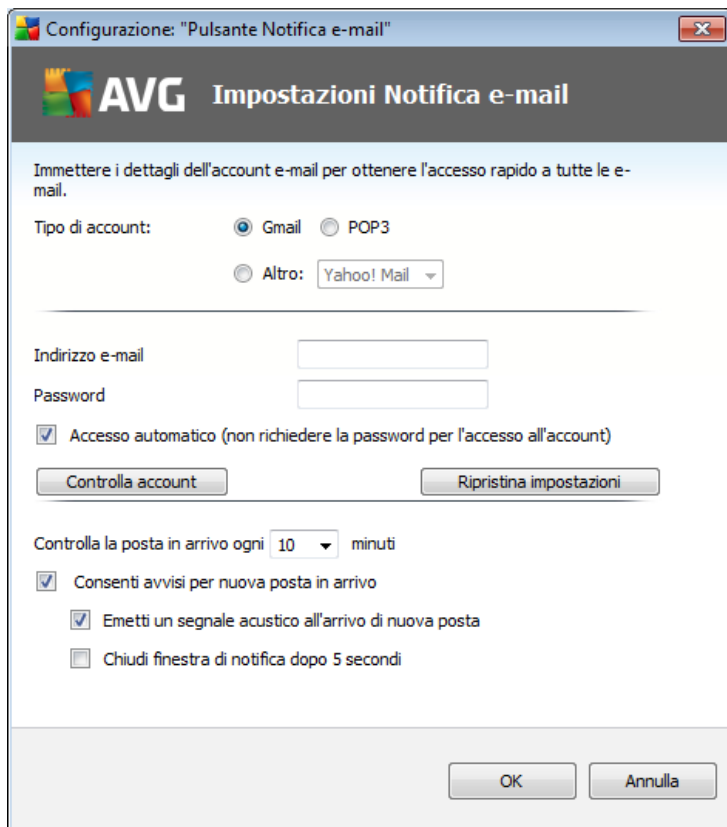 Configurazione: "Pulsante Notifica e-mail"
AVG Impostazioni Notifica e-mail
Immettere i dettagli dell'account e-mail per ottenere l'accesso rapido a tutte le e-
mail.
Tipo di account: Gmail POP3
Altro: Yahoo! Mail
Indirizzo e-mail
Password
Accesso automatico (non richiedere la password per l'accesso all'account)
Controlla account Ripristina impostazioni
Controlla la posta in arrivo ogni 10 minuti
Consenti avvisi per nuova posta in arrivo
Emetti un segnale acustico all'arrivo di nuova posta
Chiudi finestra di notifica dopo 5 secondi
OK Annulla